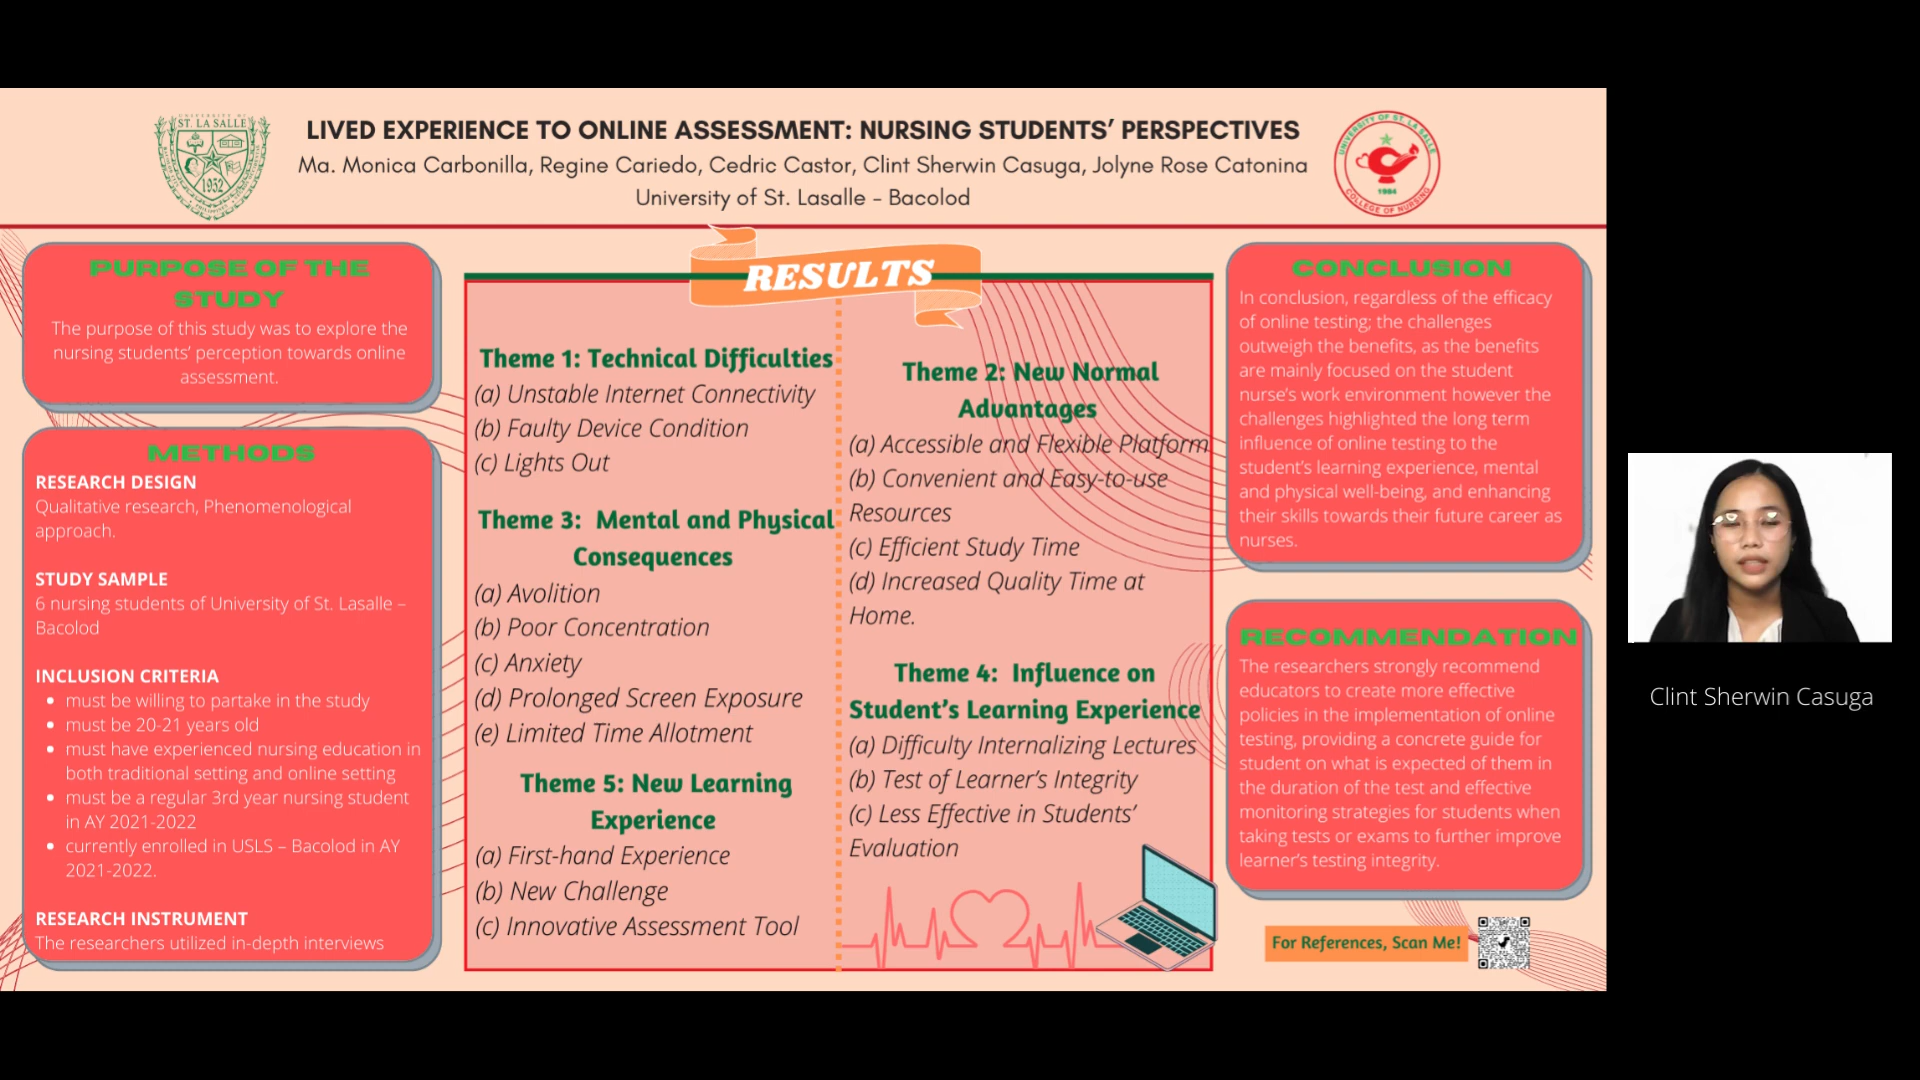 LIVED EXPERIENCE TO ONLINE ASSESSMENT: NURSING STUDENTS’ PERSPECTIVES
Ma. Monica Carbonilla, Regine Cariedo, Cedric Castor, Clint Sherwin Casuga, Jolyne Rose Catonina
University of St. Lasalle – Bacolod
ST. LA SALLE
1952
UNIVERSITY OF ST. LA SALLE
1984
COLLEGE OF NURSING
PURPOSE OF THE
STUDY
The purpose of this study was to explore the
nursing students’ perception towards online
assessment.
METHODS
RESEARCH DESIGN
Qualitative research, Phenomenological
approach.
STUDY SAMPLE
6 nursing students of University of St. Lasalle –
Bacolod
INCLUSION CRITERIA
must be willing to partake in the study
must be 20-21 years old
must have experienced nursing education in
both traditional setting and online setting
must be a regular 3rd year nursing student
in AY 2021-2022
currently enrolled in USLS – Bacolod in AY
2021-2022.
RESEARCH INSTRUMENT
The researchers utilized in-depth interviews
RESULTS
Theme 1: Technical Difficulties
(a) Unstable Internet Connectivity
(b) Faulty Device Condition
(c) Lights Out
Theme 3: Mental and Physical
Consequences
(a) Avolition
(b) Poor Concentration
(c) Anxiety
(d) Prolonged Screen Exposure
(e) Limited Time Allotment
Theme 5: New Learning
Experience
(a) First-hand Experience
(b) New Challenge
(c) Innovative Assessment Tool
Theme 2: New Normal
Advantages
(a) Accessible and Flexible Platform
(b) Convenient and Easy-to-use
Resources
(c) Efficient Study Time
(d) Increased Quality Time at
Home.
Theme 4: Influence on
Student’s Learning Experience
(a) Difficulty Internalizing Lectures
(b) Test of Learner’s Integrity
(c) Less Effective in Students’
Evaluation
CONCLUSION
In conclusion, regardless of the efficacy
of online testing; the challenges
outweigh the benefits, as the benefits
are mainly focused on the student
nurse’s work environment however the
challenges highlighted the long term
influence of online testing to the
student’s learning experience, mental
and physical well-being, and enhancing
their skills towards their future career as
nurses.
RECOMMENDATION
The researchers strongly recommend
educators to create more effective
policies in the implementation of online
testing, providing a concrete guide for
student on what is expected of them in
the duration of the test and effective
monitoring strategies for students when
taking tests or exams to further improve
learner’s testing integrity.
For References, Scan Me!
Clint Sherwin Casuga